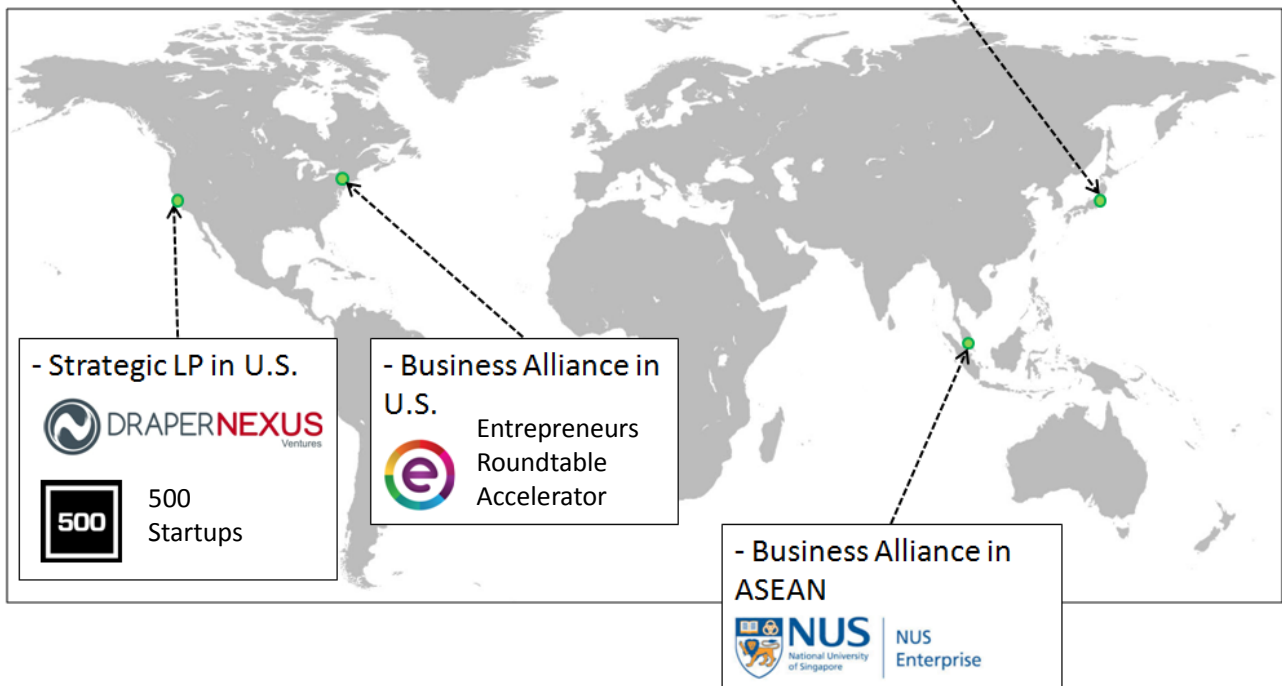 - Strategic LP in U.S.
DRAPERNEXUS
Ventures
500
500
Startups
- Business Alliance in
U.S.
e
Entrepreneurs
Roundtable
Accelerator
- Business Alliance in
ASEAN
NUS
National University
of Singapore
NUS
Enterprise